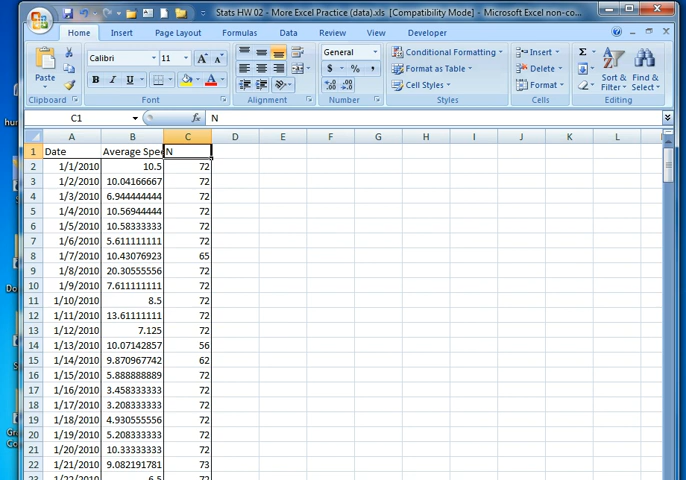 Stats HW 02 - More Excel Practice (data).xls [Compatibility Mode] - Microsoft Excel non-co...
Home Insert Page Layout Formulas Data Review View Developer
Paste
Calibri 11
B I U
A A
General
$ % ,
Conditional Formatting
Format as Table
Cell Styles
Insert
Delete
Format
Σ
Sort &
Filter
Find &
Select
Clipboard Font Alignment Number Styles Cells Editing
C1 fx N
A B C D E F G H I J K L
1 Date Average Spee N
2 1/1/2010 10.5 72
3 1/2/2010 10.04166667 72
4 1/3/2010 6.944444444 72
5 1/4/2010 10.56944444 72
6 1/5/2010 10.58333333 72
7 1/6/2010 5.611111111 72
8 1/7/2010 10.43076923 65
9 1/8/2010 20.30555556 72
10 1/9/2010 7.611111111 72
11 1/10/2010 8.5 72
12 1/11/2010 13.61111111 72
13 1/12/2010 7.125 72
14 1/13/2010 10.07142857 56
15 1/14/2010 9.870967742 62
16 1/15/2010 5.888888889 72
17 1/16/2010 3.458333333 72
18 1/17/2010 3.208333333 72
19 1/18/2010 4.930555556 72
20 1/19/2010 5.208333333 72
21 1/20/2010 10.33333333 72
22 1/21/2010 9.082191781 73
23 1/22/2010 6.5 72